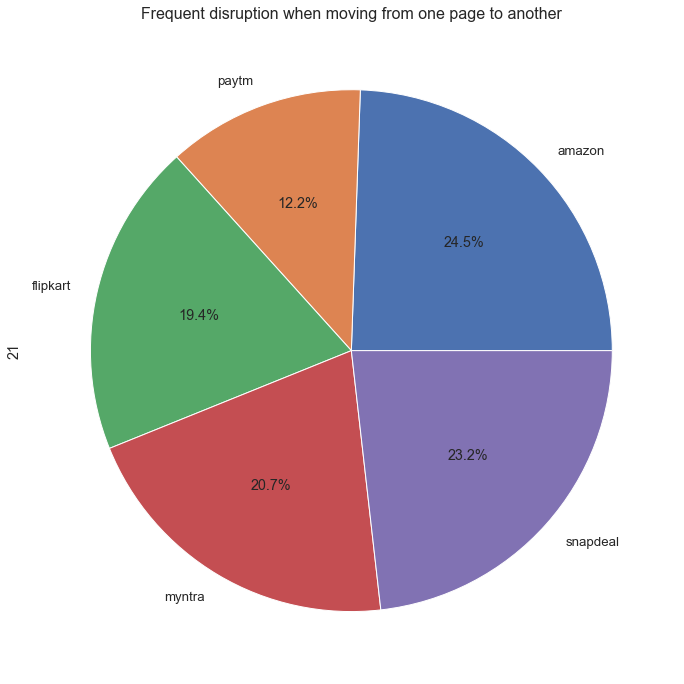 Frequent disruption when moving from one page to another
paytm
amazon
12.2%
24.5%
flipkart
19.4%
21
23.2%
20.7%
snapdeal
myntra